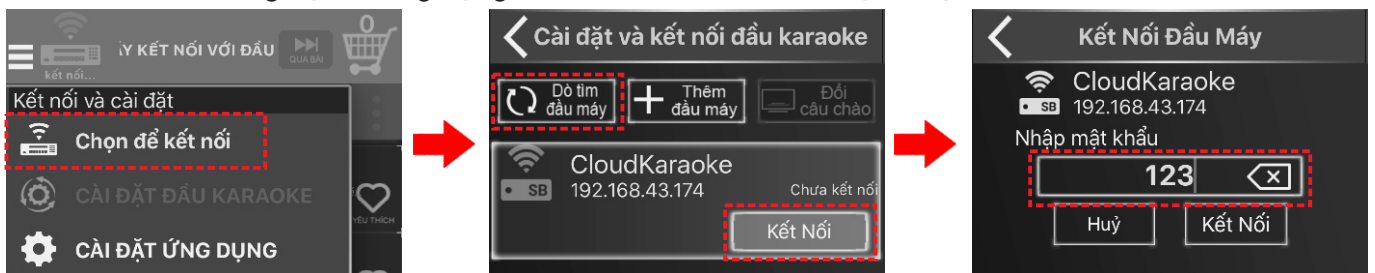 0
ÃY KẾT NỐI VỚI ĐẦU
QUA BÀI
kết nối...
Kết nối và cài đặt
Chọn để kết nối
CÀI ĐẶT ĐẦU KARAOKE
YÊU THÍCH
CÀI ĐẶT ỨNG DỤNG
Cài đặt và kết nối đầu karaoke
Dò tìm
đầu máy
Thêm
đầu máy
Đổi
câu chào
CloudKaraoke
SB 192.168.43.174 Chưa kết nối
Kết Nối
Kết Nối Đầu Máy
CloudKaraoke
SB 192.168.43.174
Nhập mật khẩu
123
Huỷ Kết Nối